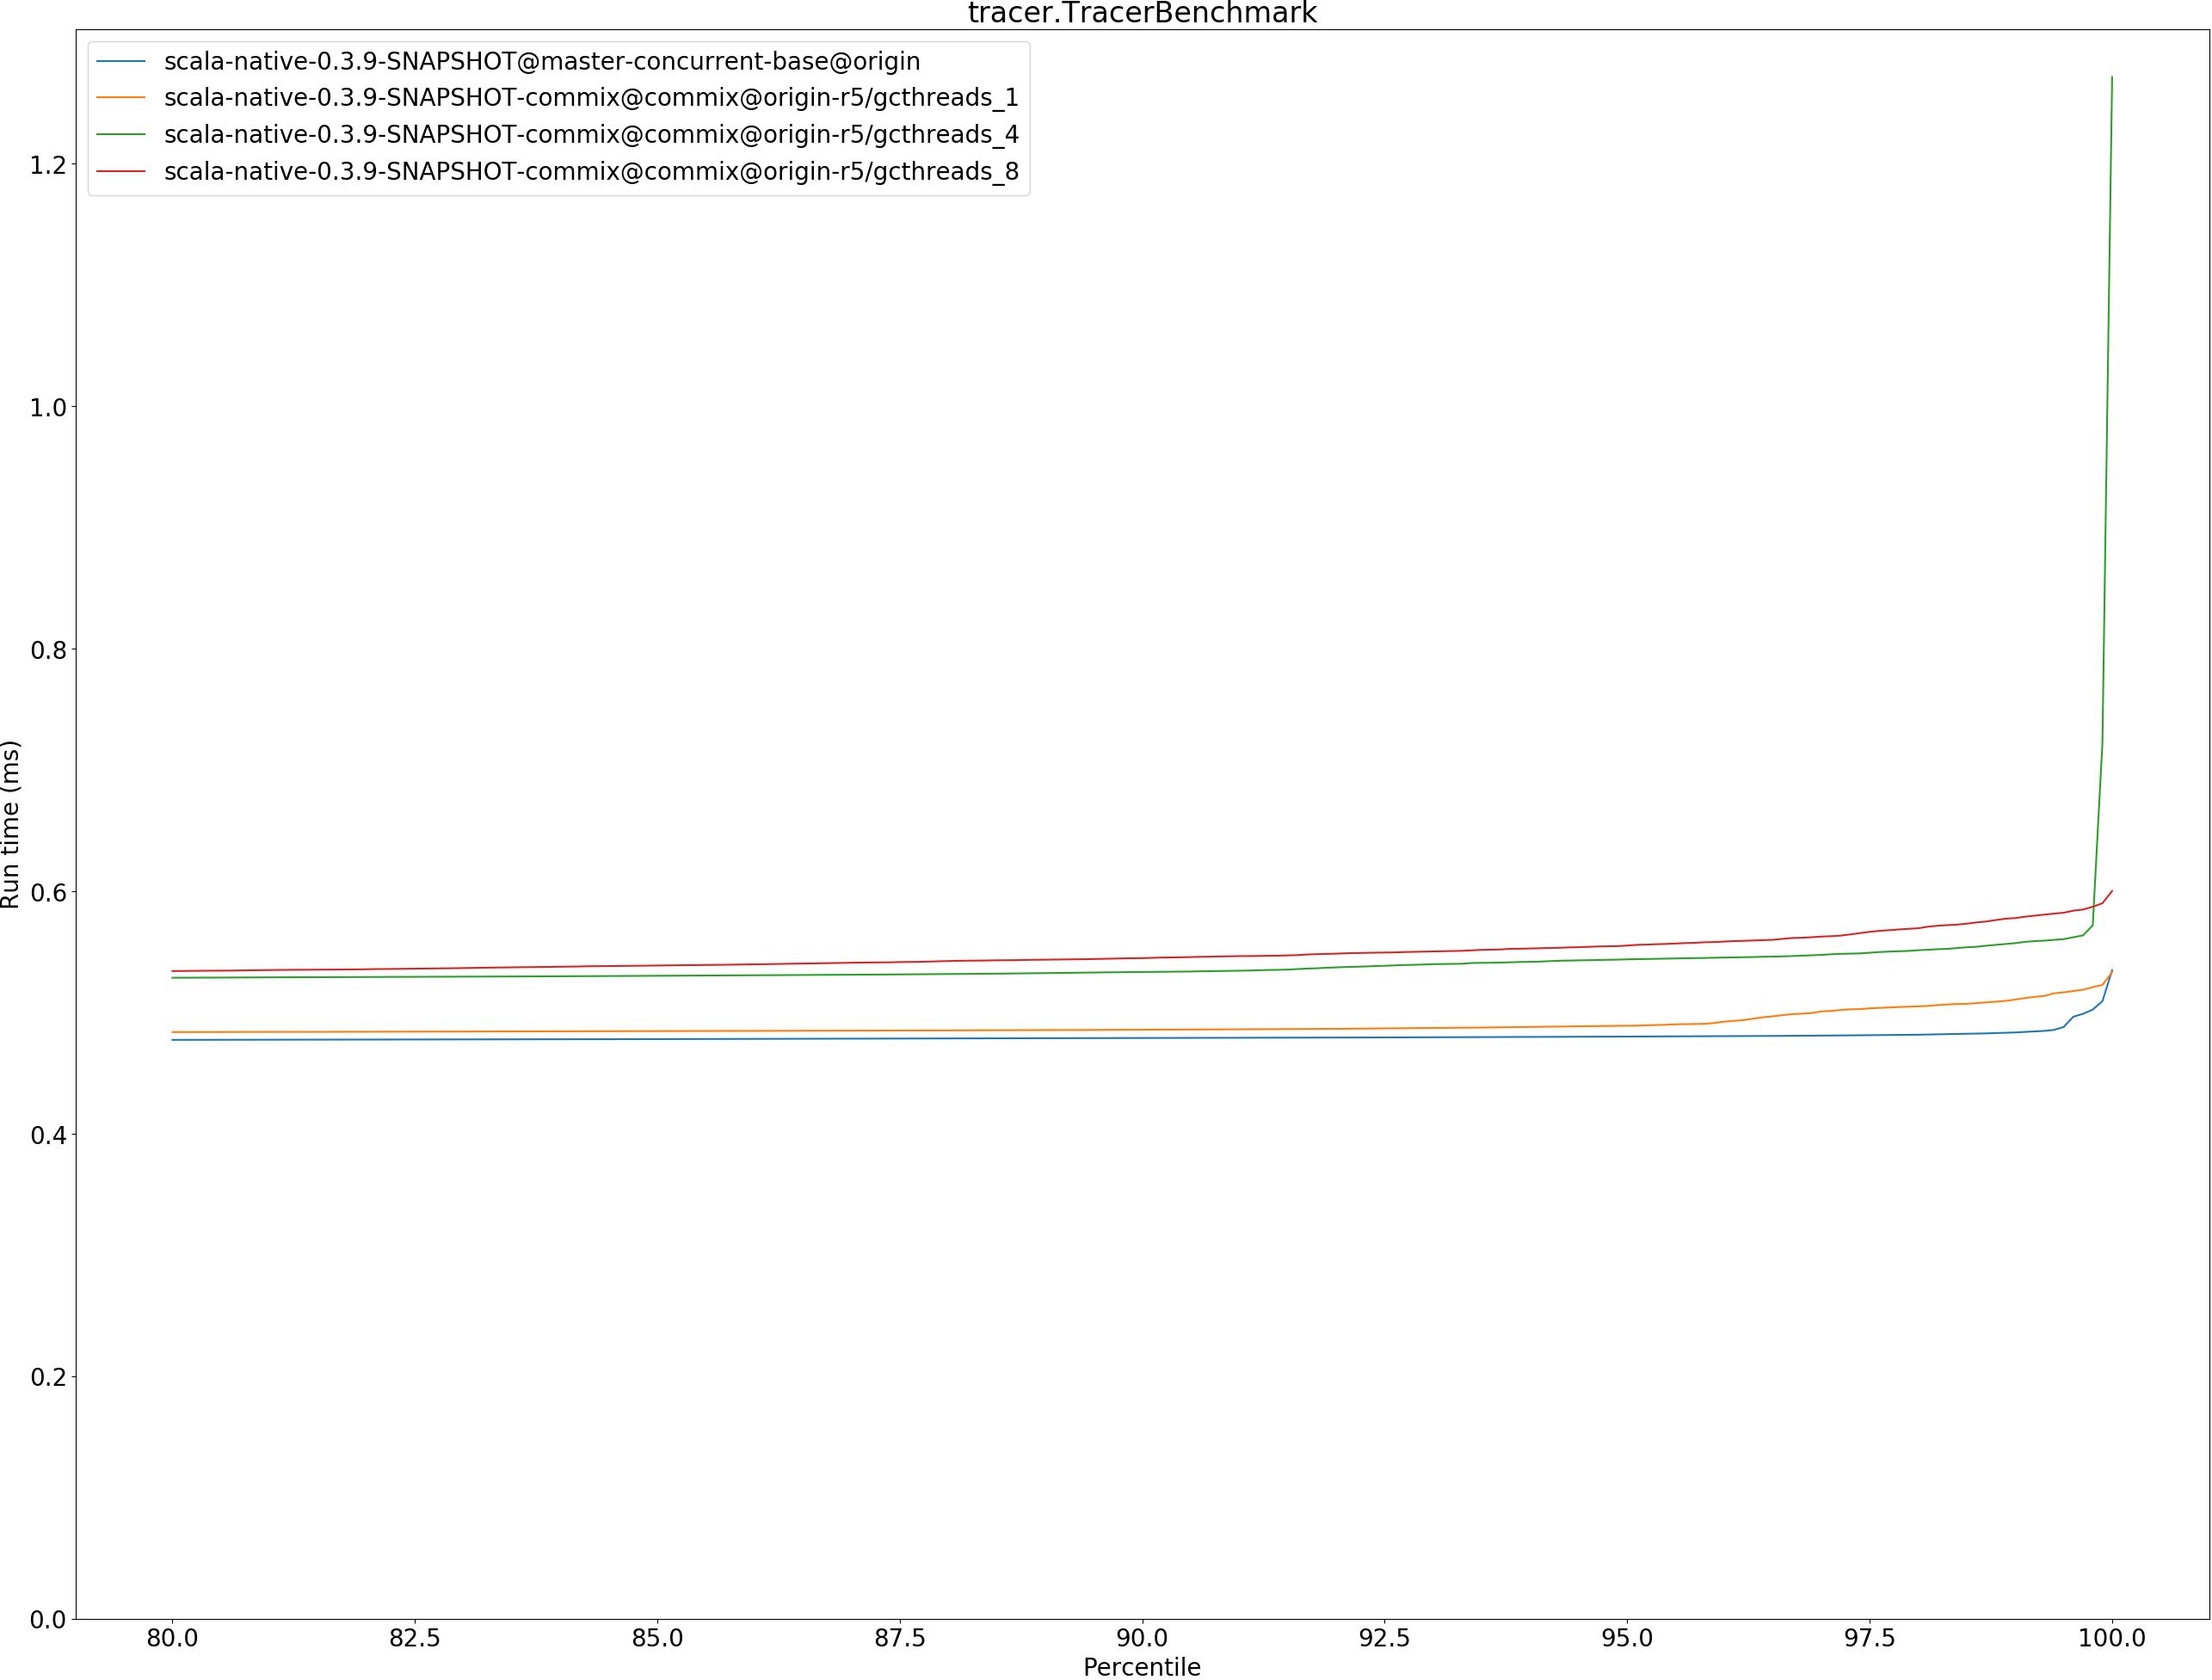 tracer.TracerBenchmark
scala-native-0.3.9-SNAPSHOT@master-concurrent-base@origin
scala-native-0.3.9-SNAPSHOT-commix@commix@origin-r5/gcthreads_1
scala-native-0.3.9-SNAPSHOT-commix@commix@origin-r5/gcthreads_4
scala-native-0.3.9-SNAPSHOT-commix@commix@origin-r5/gcthreads_8
Run time (ms)
1.2
1.0
0.8
0.6
0.4
0.2
0.0
80.0 82.5 85.0 87.5 90.0 92.5 95.0 97.5 100.0
Percentile